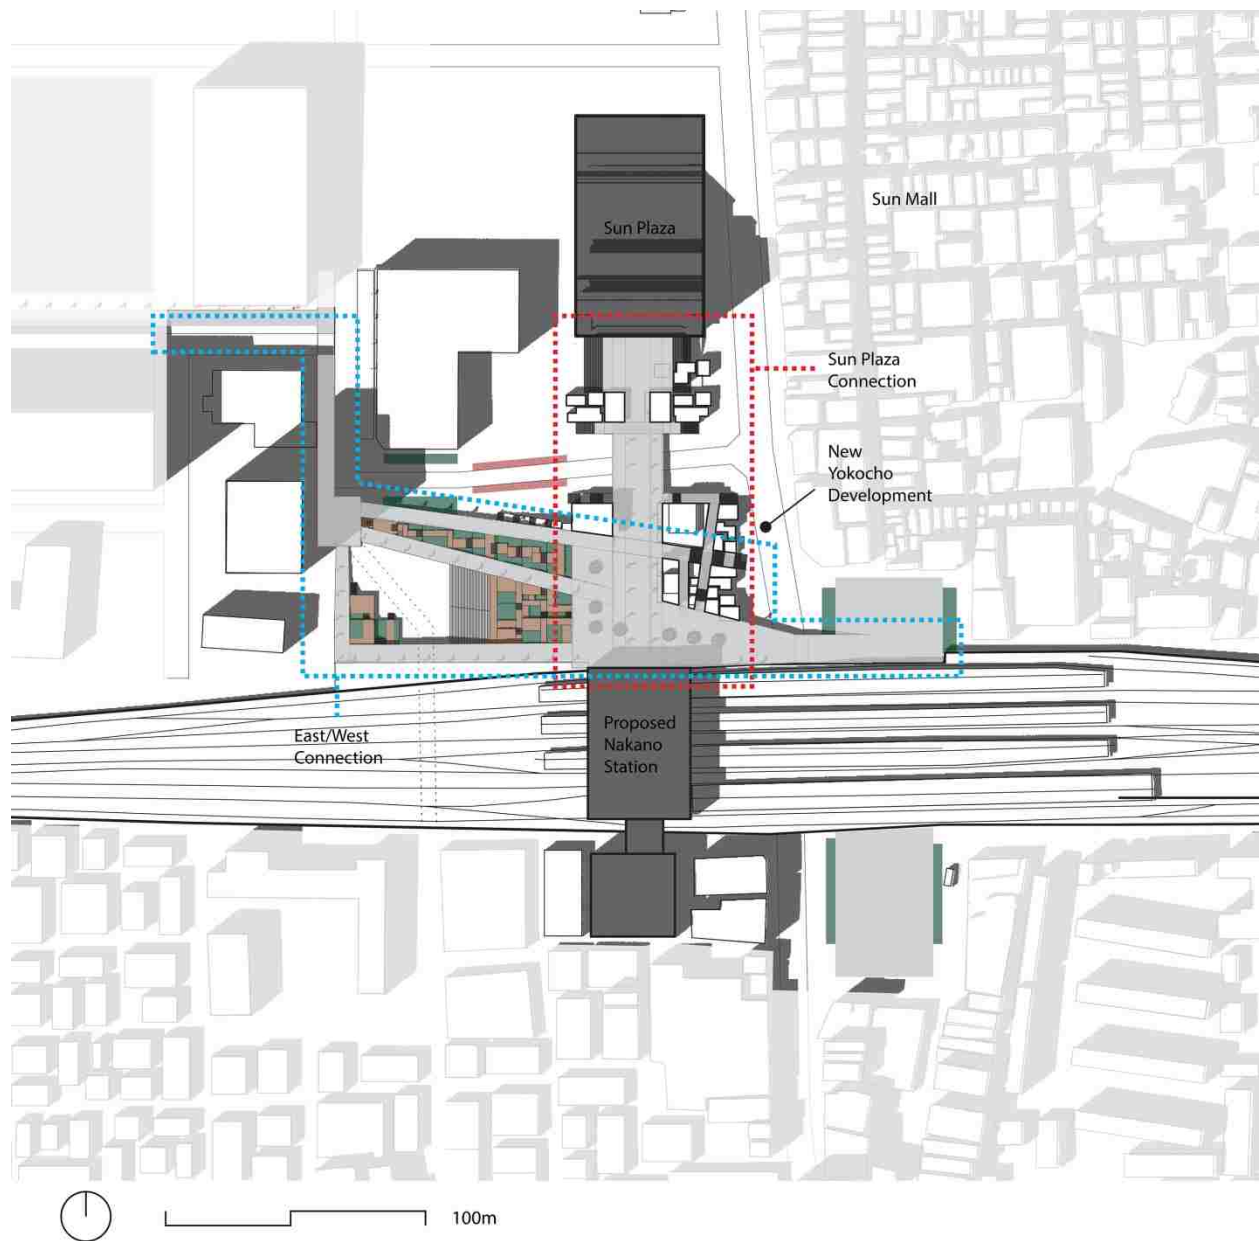 Sun Mall
Sun Plaza
Sun Plaza
Connection
New
Yokocho
Development
Proposed
Nakano
Station
East/West
Connection
100m